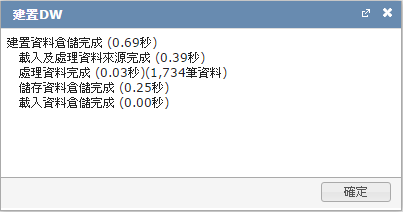 建置DW
建置資料倉儲完成 (0.69秒)
載入及處理資料來源完成 (0.39秒)
處理資料完成 (0.03秒)(1,734筆資料)
儲存資料倉儲完成 (0.25秒)
載入資料倉儲完成 (0.00秒)
確定